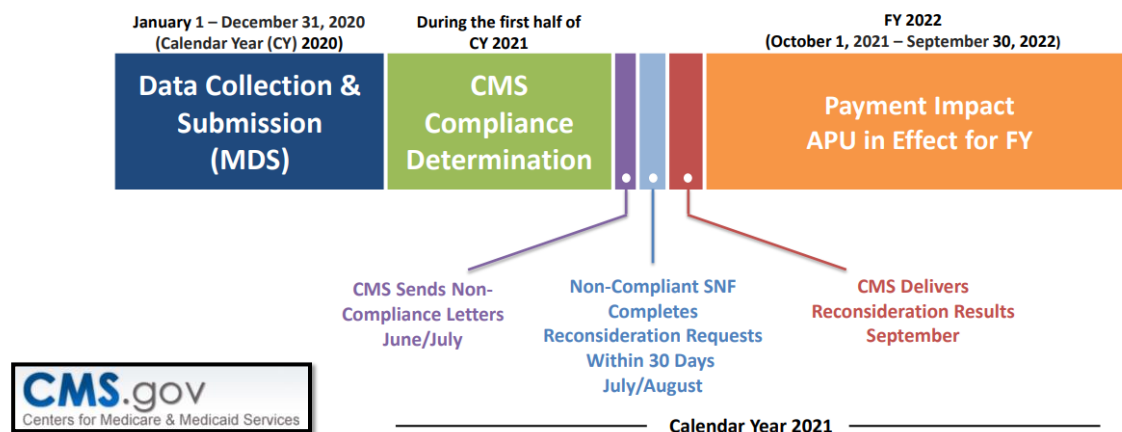 January 1 – December 31, 2020
(Calendar Year (CY) 2020)
During the first half of
CY 2021
FY 2022
(October 1, 2021 – September 30, 2022)
Data Collection &
Submission
(MDS)
CMS
Compliance
Determination
Payment Impact
APU in Effect for FY
CMS Sends Non-
Compliance Letters
June/July
Non-Compliant SNF
Completes
Reconsideration Requests
Within 30 Days
July/August
CMS Delivers
Reconsideration Results
September
CMS.gov
Centers for Medicare & Medicaid Services
Calendar Year 2021